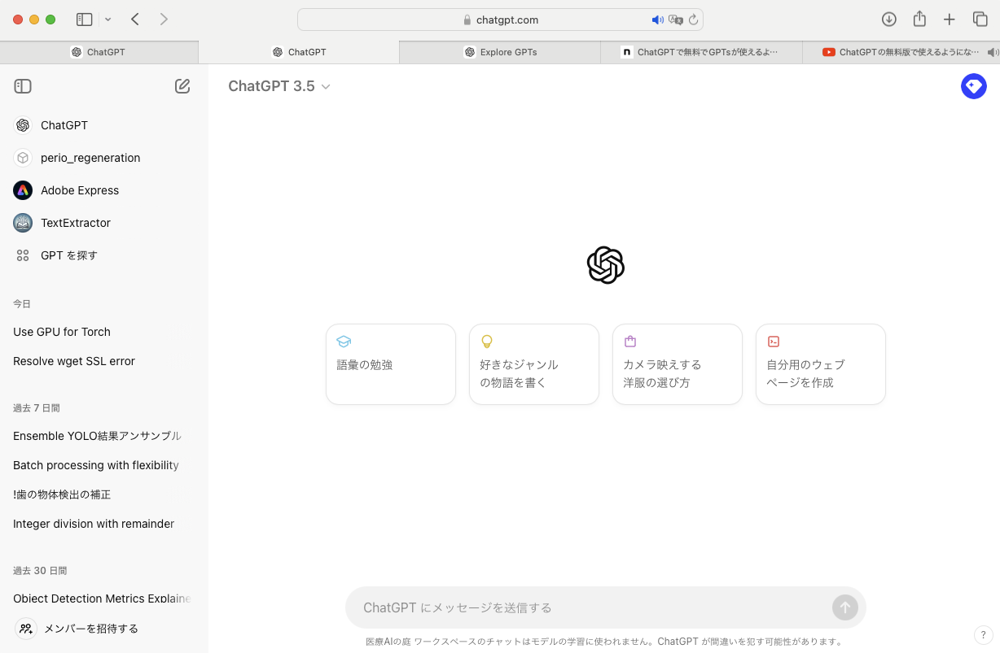 chatgpt.com
ChatGPT
ChatGPT
Explore GPTs
ChatGPTで無料でGPTsが使えるよ…
ChatGPTの無料版で使えるようにな…
ChatGPT 3.5
ChatGPT
perio_regeneration
Adobe Express
TextExtractor
GPT を探す
今日
Use GPU for Torch
Resolve wget SSL error
過去 7 日間
Ensemble YOLO結果アンサンブル
Batch processing with flexibility
!歯の物体検出の補正
Integer division with remainder
過去 30 日間
Object Detection Metrics Explaine
メンバーを招待する
語彙の勉強
好きなジャンル
の物語を書く
カメラ映えする
洋服の選び方
自分用のウェブ
ページを作成
ChatGPT にメッセージを送信する
医療AIの庭 ワークスペースのチャットはモデルの学習に使われません。ChatGPT が間違いを犯す可能性があります。
?